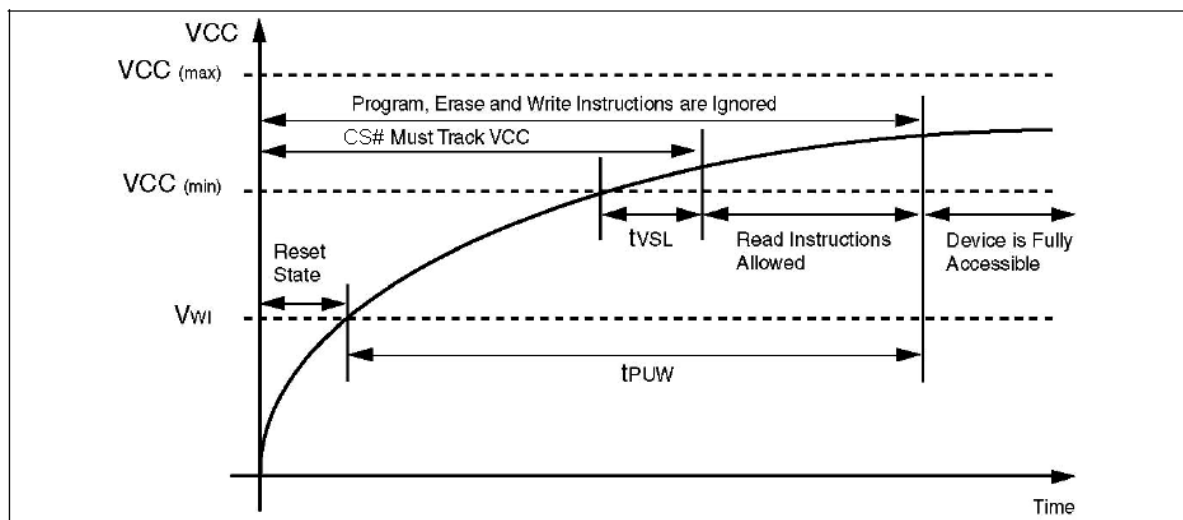 VCC
VCC (max)
Program, Erase and Write Instructions are Ignored
CS# Must Track VCC
VCC (min)
tVSL
Read Instructions
Allowed
Device is Fully
Accessible
Reset
State
VWI
tPUW
Time